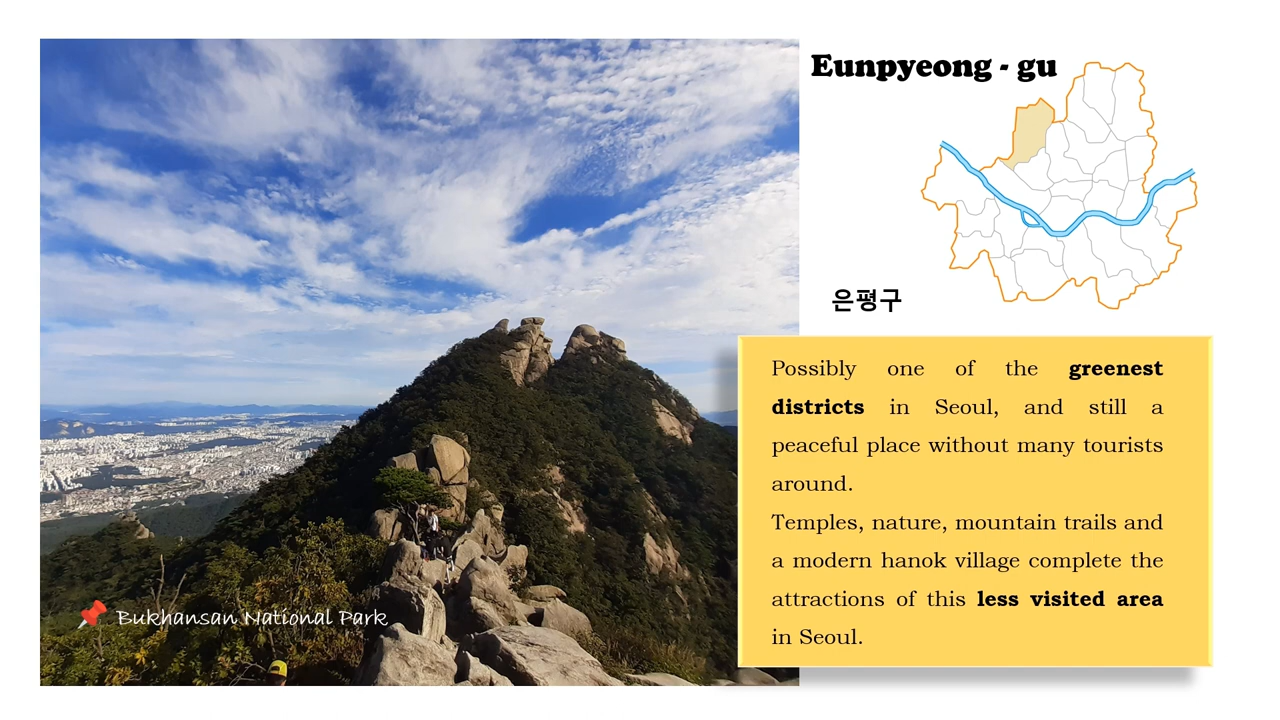 Eunpyeong - gu
은평구
Possibly one of the greenest
districts in Seoul, and still a
peaceful place without many tourists
around.
Temples, nature, mountain trails and
a modern hanok village complete the
attractions of this less visited area
in Seoul.
Bukhansan National Park